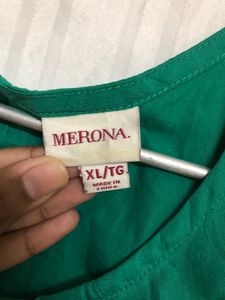 MERONA.
XL/TG
MADE IN
CHINA